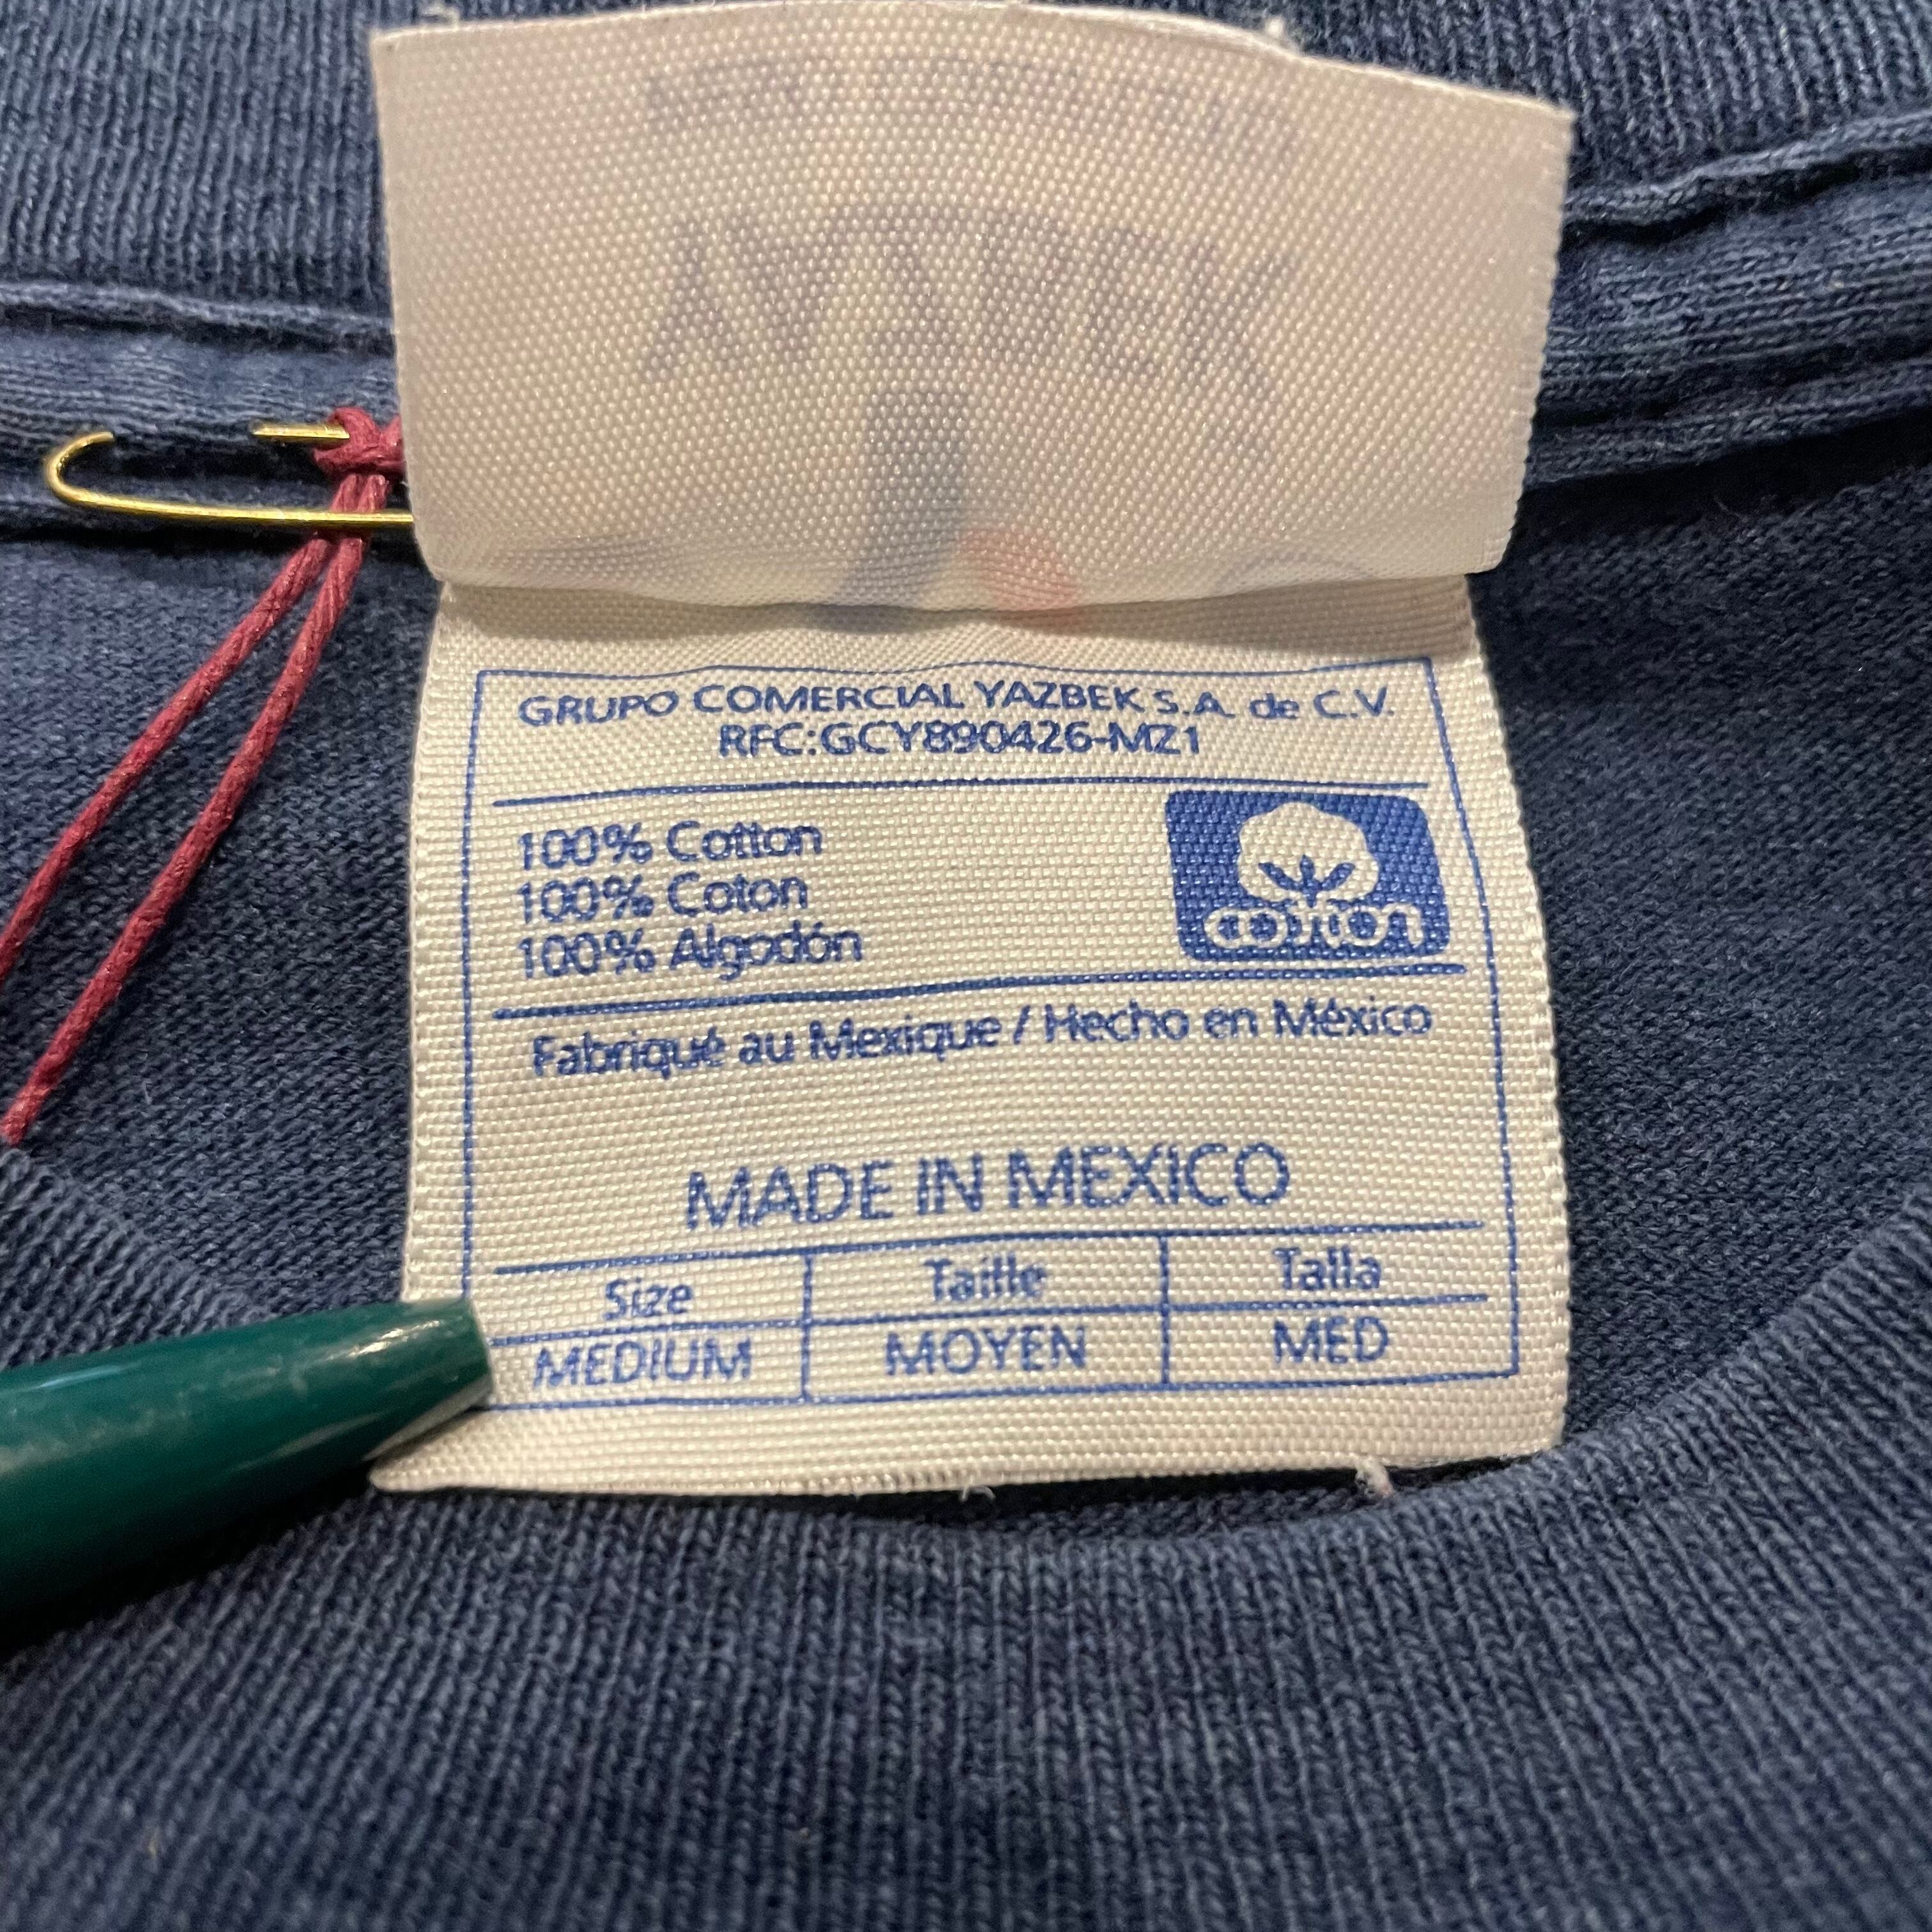 GRUPO COMERCIAL YAZBEK S.A. de C.V.
RFC:GCY890426-MZ1
100% Cotton
100% Coton
100% Algodón
COTTON
Fabriqué au Mexique / Hecho en México
MADE IN MEXICO
Size Taille Talla
MEDIUM MOYEN MED